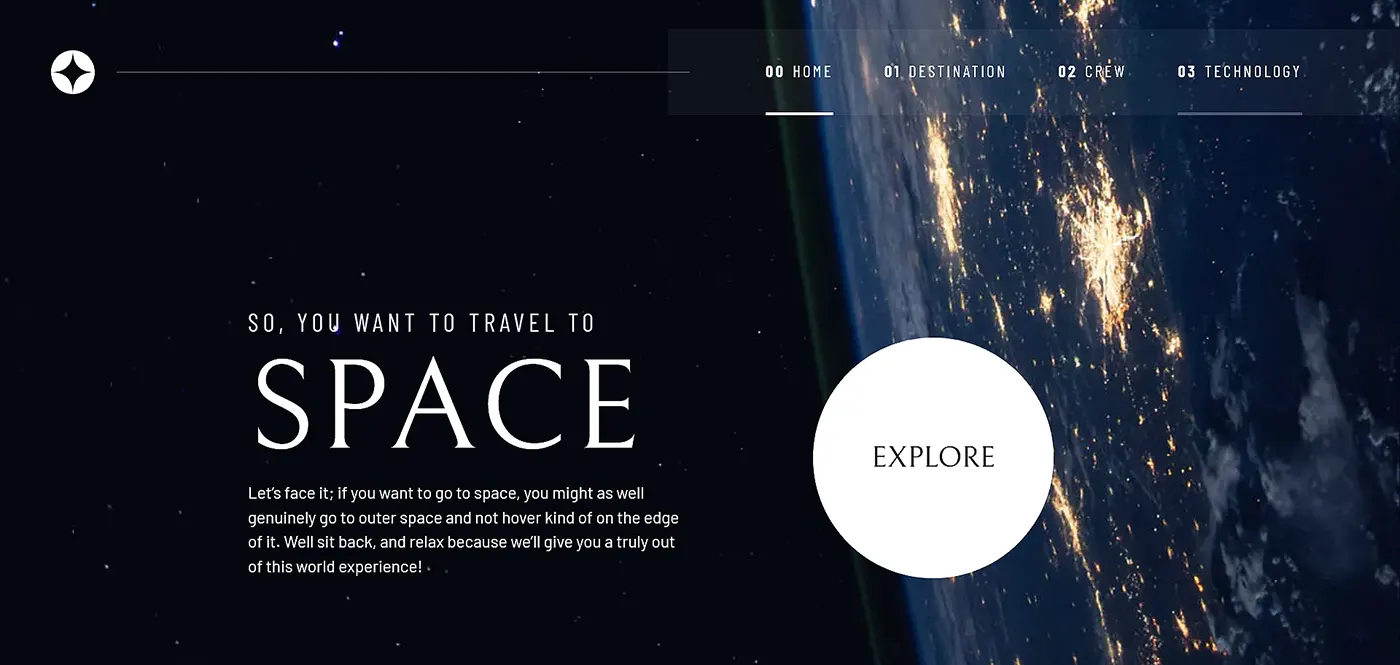 00 HOME 01 DESTINATION 02 CREW 03 TECHNOLOGY
SO, YOU WANT TO TRAVEL TO
SPACE
Let's face it; if you want to go to space, you might as well
genuinely go to outer space and not hover kind of on the edge
of it. Well sit back, and relax because we'll give you a truly out
of this world experience!
EXPLORE